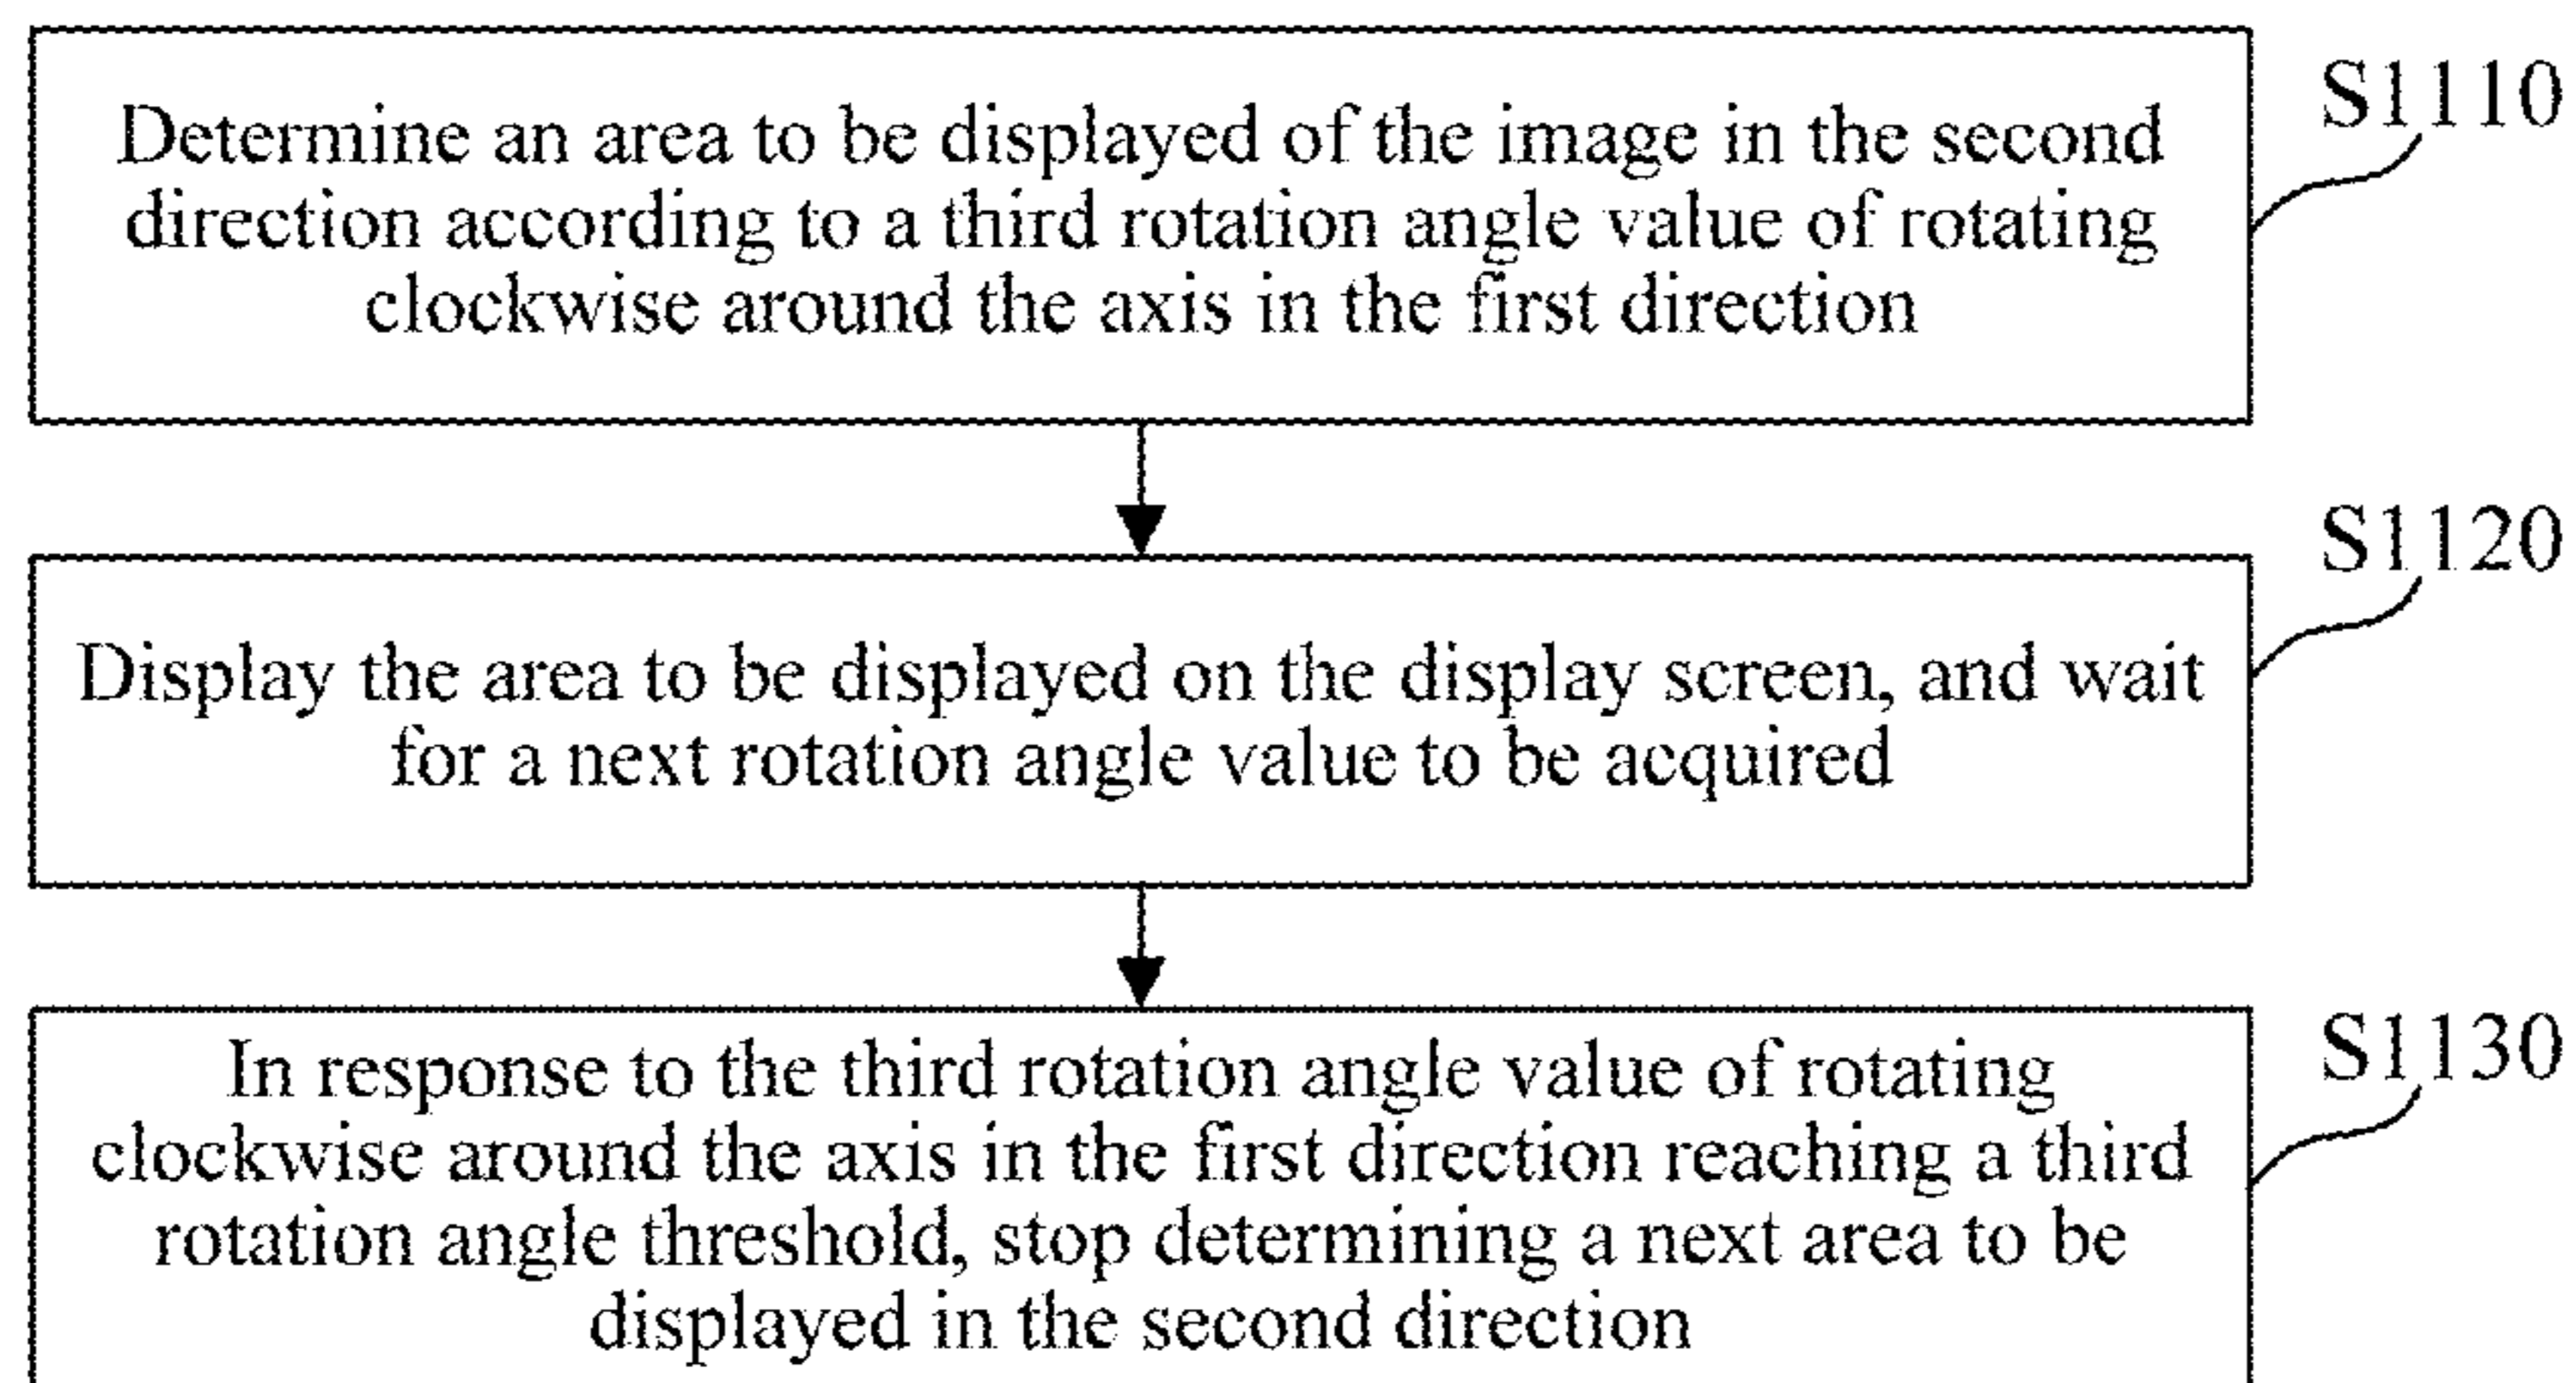 Determine an area to be displayed of the image in the second
direction according to a third rotation angle value of rotating
clockwise around the axis in the first direction
S1110
Display the area to be displayed on the display screen, and wait
for a next rotation angle value to be acquired
S1120
In response to the third rotation angle value of rotating
clockwise around the axis in the first direction reaching a third
rotation angle threshold, stop determining a next area to be
displayed in the second direction
S1130